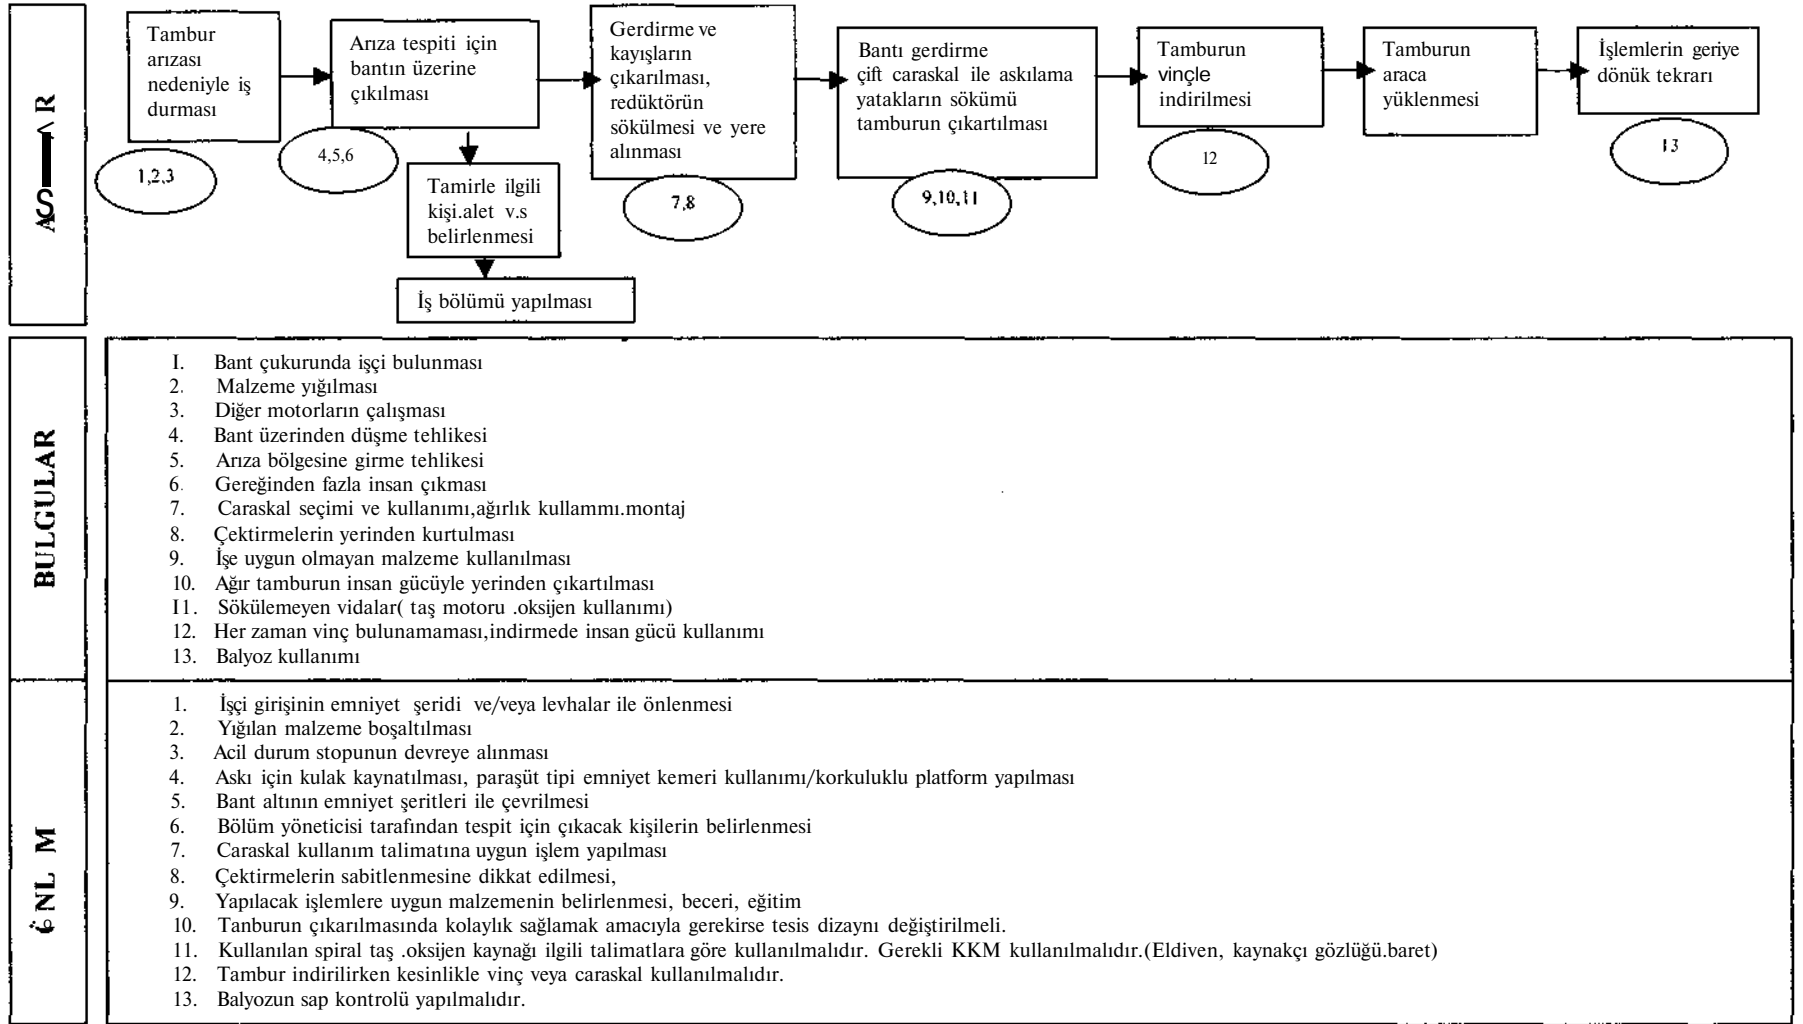 Tambur
arızası
nedeniyle iş
durması
1,2,3
Arıza tespiti için
bantın üzerine
çıkılması
4,5,6
Tamirle ilgili
kişi.alet v.s
belirlenmesi
İş bölümü yapılması
Gerdirme ve
kayışların
çıkarılması,
redüktörün
sökülmesi ve yere
alınması
7,8
Bantı gerdirme
çift caraskal ile askılama
yatakların sökümü
tamburun çıkartılması
9,10,11
Tamburun
vinçle
indirilmesi
12
Tamburun
araca
yüklenmesi
İşlemlerin geriye
dönük tekrarı
13
BULGULAR
I. Bant çukurunda işçi bulunması
2. Malzeme yığılması
3. Diğer motorların çalışması
4. Bant üzerinden düşme tehlikesi
5. Arıza bölgesine girme tehlikesi
6. Gereğinden fazla insan çıkması
7. Caraskal seçimi ve kullanımı,ağırlık kullammı.montaj
8. Çektirmelerin yerinden kurtulması
9. İşe uygun olmayan malzeme kullanılması
10. Ağır tamburun insan gücüyle yerinden çıkartılması
I1. Sökülemeyen vidalar( taş motoru .oksijen kullanımı)
12. Her zaman vinç bulunamaması,indirmede insan gücü kullanımı
13. Balyoz kullanımı
ÖNL M
1. İşçi girişinin emniyet şeridi ve/veya levhalar ile önlenmesi
2. Yığılan malzeme boşaltılması
3. Acil durum stopunun devreye alınması
4. Askı için kulak kaynatılması, paraşüt tipi emniyet kemeri kullanımı/korkuluklu platform yapılması
5. Bant altının emniyet şeritleri ile çevrilmesi
6. Bölüm yöneticisi tarafından tespit için çıkacak kişilerin belirlenmesi
7. Caraskal kullanım talimatına uygun işlem yapılması
8. Çektirmelerin sabitlenmesine dikkat edilmesi,
9. Yapılacak işlemlere uygun malzemenin belirlenmesi, beceri, eğitim
10. Tanburun çıkarılmasında kolaylık sağlamak amacıyla gerekirse tesis dizaynı değiştirilmeli.
11. Kullanılan spiral taş .oksijen kaynağı ilgili talimatlara göre kullanılmalıdır. Gerekli KKM kullanılmalıdır.(Eldiven, kaynakçı gözlüğü.baret)
12. Tambur indirilirken kesinlikle vinç veya caraskal kullanılmalıdır.
13. Balyozun sap kontrolü yapılmalıdır.